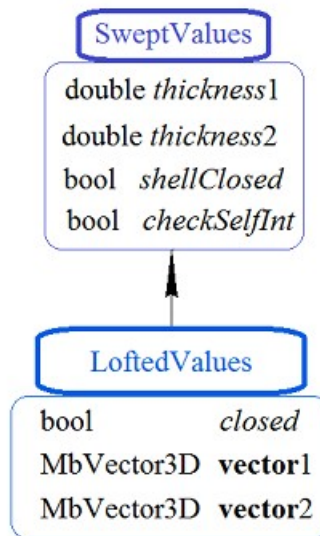 SweptValues
double thickness1
double thickness2
bool shellClosed
bool checkSelfInt
LoftedValues
bool closed
MbVector3D vector1
MbVector3D vector2